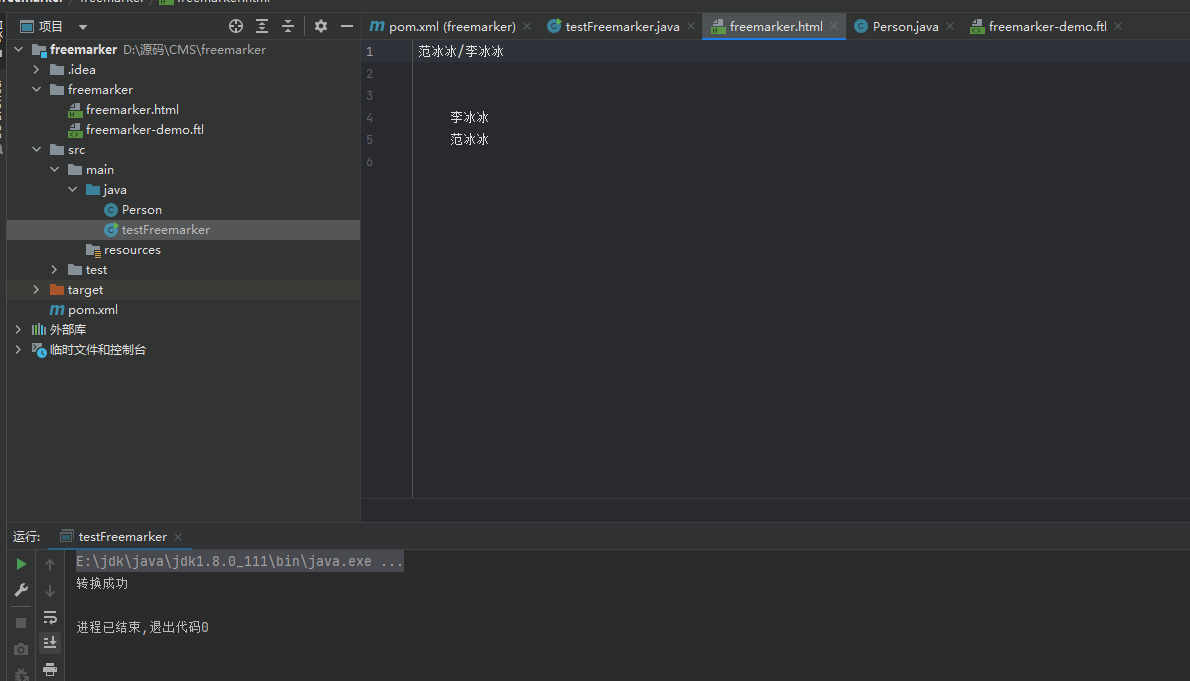 项目
pom.xml (freemarker)
testFreemarker.java
freemarker.html
Person.java
freemarker-demo.ftl
freemarker D:\源码\CMS\freemarker
.idea
freemarker
freemarker.html
freemarker-demo.ftl
src
main
java
Person
testFreemarker
resources
test
target
pom.xml
外部库
临时文件和控制台
1 范冰冰/李冰冰
2
3
4 李冰冰
5 范冰冰
6
运行: testFreemarker
E:\jdk\java\jdk1.8.0_111\bin\java.exe ...
转换成功
进程已结束,退出代码0